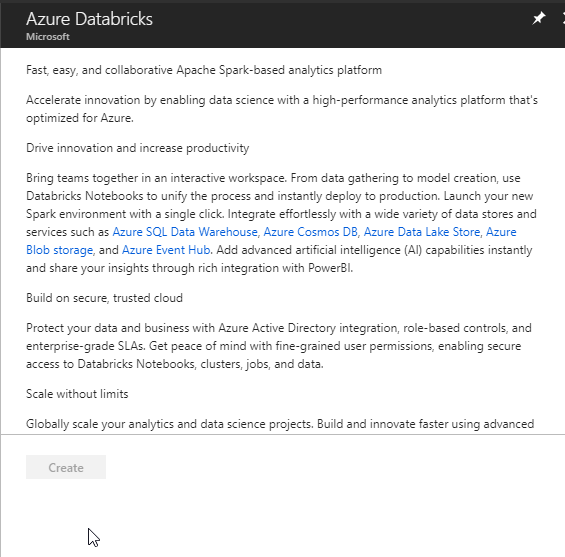 Azure Databricks
Microsoft
Fast, easy, and collaborative Apache Spark-based analytics platform
Accelerate innovation by enabling data science with a high-performance analytics platform that's
optimized for Azure.
Drive innovation and increase productivity
Bring teams together in an interactive workspace. From data gathering to model creation, use
Databricks Notebooks to unify the process and instantly deploy to production. Launch your new
Spark environment with a single click. Integrate effortlessly with a wide variety of data stores and
services such as Azure SQL Data Warehouse, Azure Cosmos DB, Azure Data Lake Store, Azure
Blob storage, and Azure Event Hub. Add advanced artificial intelligence (AI) capabilities instantly
and share your insights through rich integration with PowerBI.
Build on secure, trusted cloud
Protect your data and business with Azure Active Directory integration, role-based controls, and
enterprise-grade SLAs. Get peace of mind with fine-grained user permissions, enabling secure
access to Databricks Notebooks, clusters, jobs, and data.
Scale without limits
Globally scale your analytics and data science projects. Build and innovate faster using advanced
Create